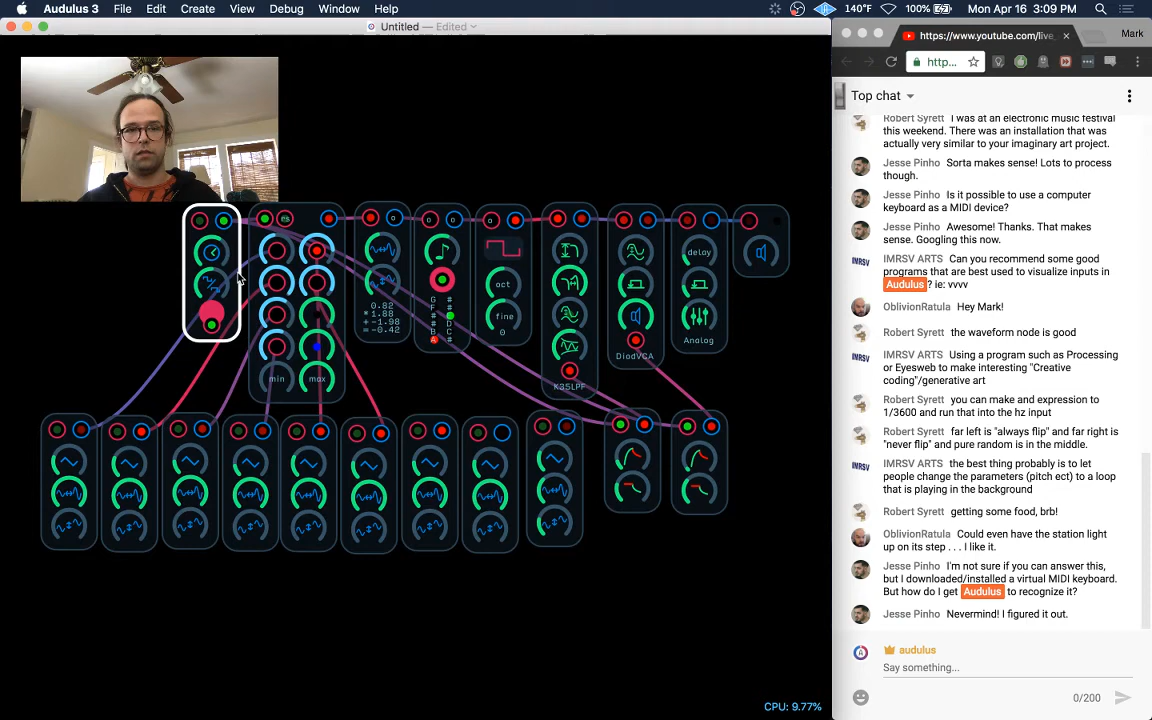 Audulus 3 File Edit Create View Debug Window Help
140°F 100% Mon Apr 16 3:09 PM
Untitled — Edited
https://www.youtube.com/live_
Mark
http...
Top chat
Robert Syrett I was at an electronic music festival
this weekend. There was an installation that was
actually very similar to your imaginary art project.
Jesse Pinho Sorta makes sense! Lots to process
though.
Jesse Pinho Is it possible to use a computer
keyboard as a MIDI device?
Jesse Pinho Awesome! Thanks. That makes
sense. Googling this now.
IMRSV ARTS Can you recommend some good
programs that are best used to visualize inputs in
Audulus ? ie: vvvv
OblivionRatula Hey Mark!
Robert Syrett the waveform node is good
IMRSV ARTS Using a program such as Processing
or Eyesweb to make interesting "Creative
coding"/generative art
Robert Syrett you can make and expression to
1/3600 and run that into the hz input
Robert Syrett far left is "always flip" and far right is
"never flip" and pure random is in the middle.
IMRSV ARTS the best thing probably is to let
people change the parameters (pitch ect) to a loop
that is playing in the background
Robert Syrett getting some food, brb!
OblivionRatula Could even have the station light
up on its step . . . I like it.
Jesse Pinho I'm not sure if you can answer this,
but I downloaded/installed a virtual MIDI keyboard.
But how do I get Audulus to recognize it?
Jesse Pinho Nevermind! I figured it out.
audulus
Say something...
0/200
rs
o o o
delay
oct
fine
0
0.82
* 1.88
+ -1.98
= -0.42
G #
F #
# D
# C
B #
A #
min max
K35LPF
DiodVCA
Analog
CPU: 9.77%